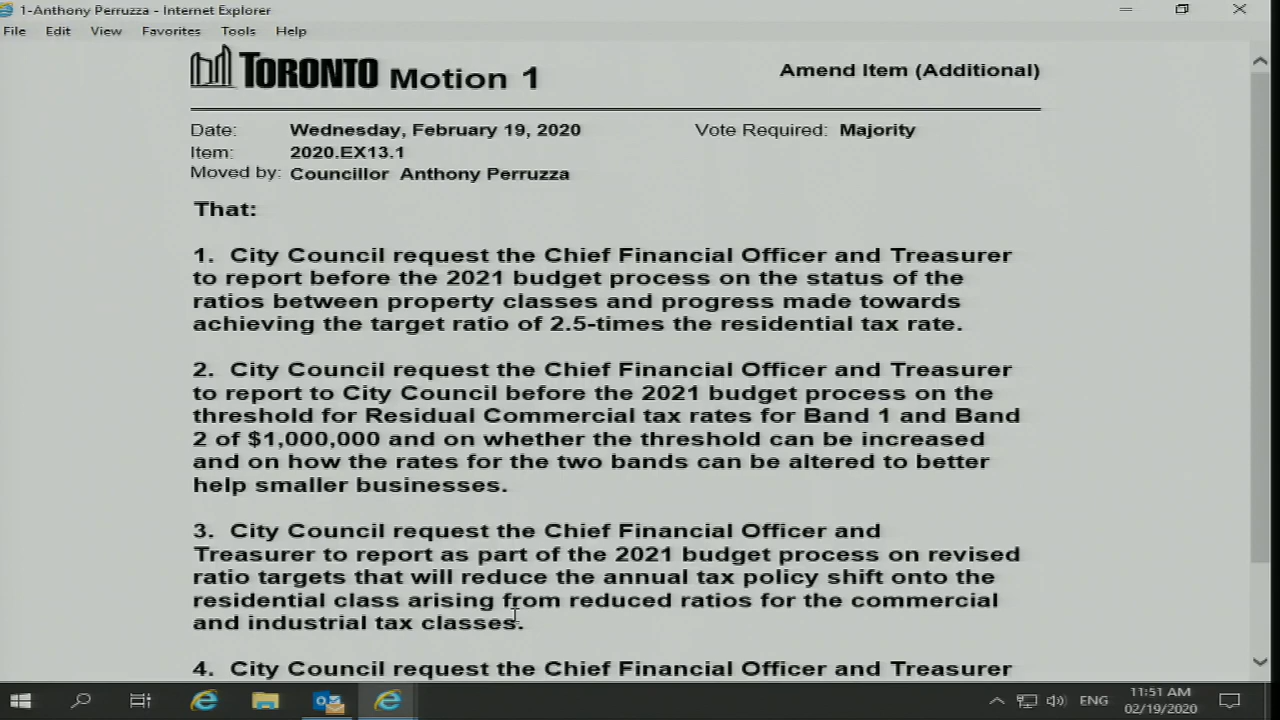 1-Anthony Perruzza - Internet Explorer
File Edit View Favorites Tools Help
TORONTO Motion 1
Amend Item (Additional)
Date: Wednesday, February 19, 2020
Vote Required: Majority
Item: 2020.EX13.1
Moved by: Councillor Anthony Perruzza
That:
1. City Council request the Chief Financial Officer and Treasurer
to report before the 2021 budget process on the status of the
ratios between property classes and progress made towards
achieving the target ratio of 2.5-times the residential tax rate.
2. City Council request the Chief Financial Officer and Treasurer
to report to City Council before the 2021 budget process on the
threshold for Residual Commercial tax rates for Band 1 and Band
2 of $1,000,000 and on whether the threshold can be increased
and on how the rates for the two bands can be altered to better
help smaller businesses.
3. City Council request the Chief Financial Officer and
Treasurer to report as part of the 2021 budget process on revised
ratio targets that will reduce the annual tax policy shift onto the
residential class arising from reduced ratios for the commercial
and industrial tax classes.
4. City Council request the Chief Financial Officer and Treasurer
ENG
11:51 AM
02/19/2020